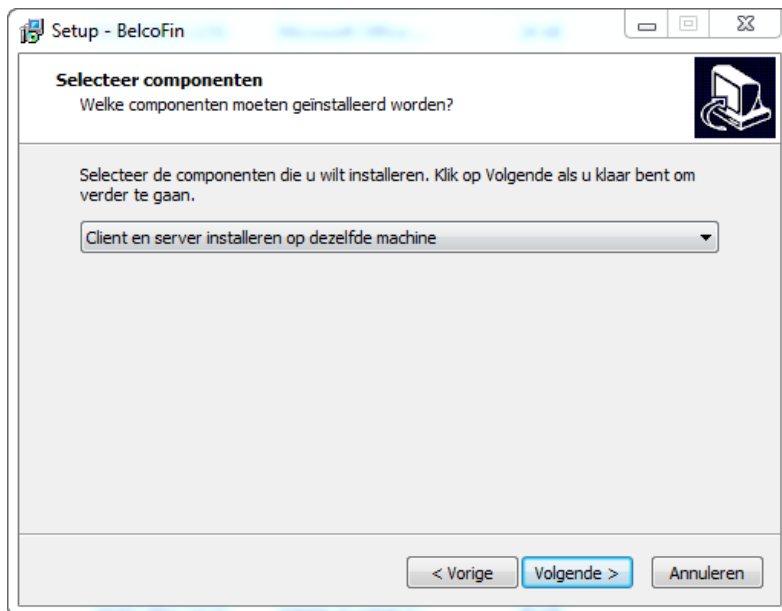 Setup - BelcoFin
Selecteer componenten
Welke componenten moeten geïnstalleerd worden?
Selecteer de componenten die u wilt installeren. Klik op Volgende als u klaar bent om
verder te gaan.
Client en server installeren op dezelfde machine
< Vorige
Volgende >
Annuleren